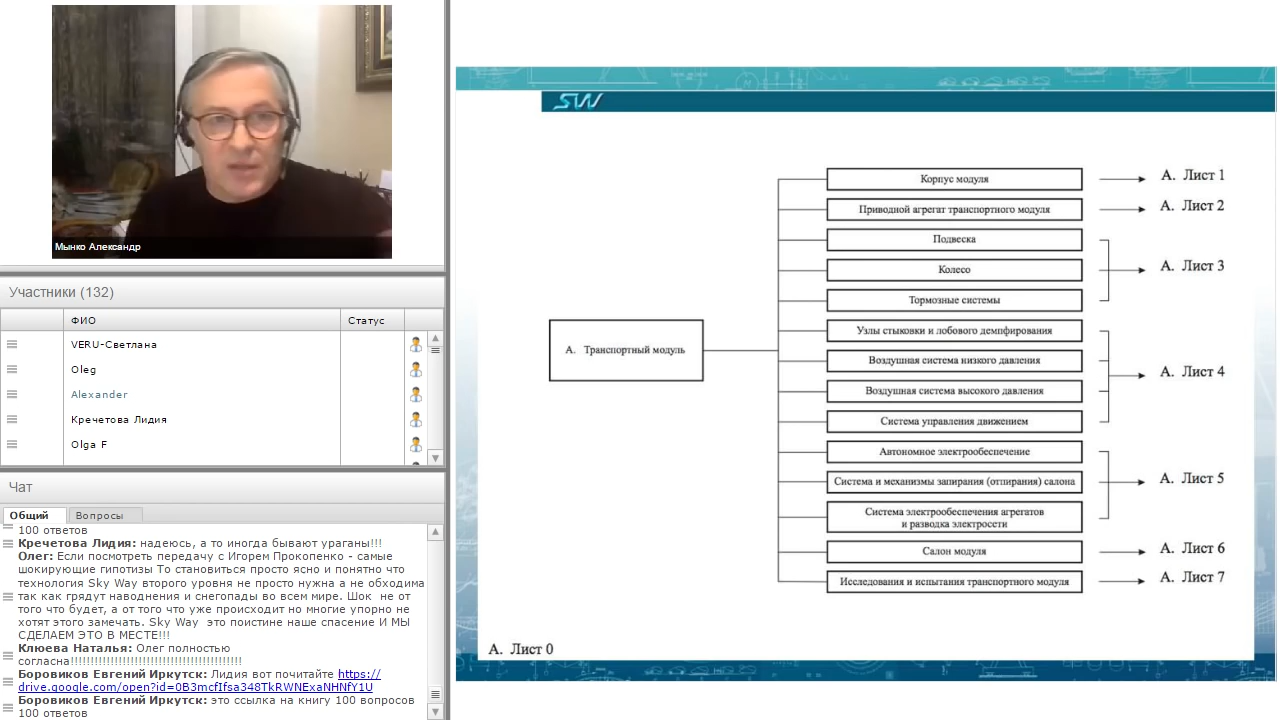 Мынко Александр
Участники (132)
ФИО
Статус
VERU-Светлана
Oleg
Alexander
Кречетова Лидия
Olga F
Чат
Общий
Вопросы
100 ответов
Кречетова Лидия: надеюсь, а то иногда бывают ураганы!!!
Олег: Если посмотреть передачу с Игорем Прокопенко - самые
шокирующие гипотизы То становиться просто ясно и понятно что
технология Sky Way второго уровня не просто нужна а не обходима
так как грядут наводнения и снегопады во всем мире. Шок не от
того что будет, а от того что уже происходит но многие упорно не
хотят этого замечать. Sky Way это поистине наше спасение И МЫ
СДЕЛАЕМ ЭТО В МЕСТЕ!!!
Клюева Наталья: Олег полностью
согласна!!!!!!!!!!!!!!!!!!!!!!!!!!!!!!!!!!!!!!!!!!!
Боровиков Евгений Иркутск: Лидия вот почитайте https://
drive.google.com/open?id=0B3mcfIfsa348TkRWNExaNHNfY1U
Боровиков Евгений Иркутск: это ссылка на книгу 100 вопросов
100 ответов
SW
А. Транспортный модуль
Корпус модуля
А. Лист 1
Приводной агрегат транспортного модуля
А. Лист 2
Подвеска
Колесо
А. Лист 3
Тормозные системы
Узлы стыковки и лобового демпфирования
Воздушная система низкого давления
А. Лист 4
Воздушная система высокого давления
Система управления движением
Автономное электрообеспечение
Система и механизмы запирания (отпирания) салона
А. Лист 5
Система электрообеспечения агрегатов
и разводка электросети
Салон модуля
А. Лист 6
Исследования и испытания транспортного модуля
А. Лист 7
А. Лист 0